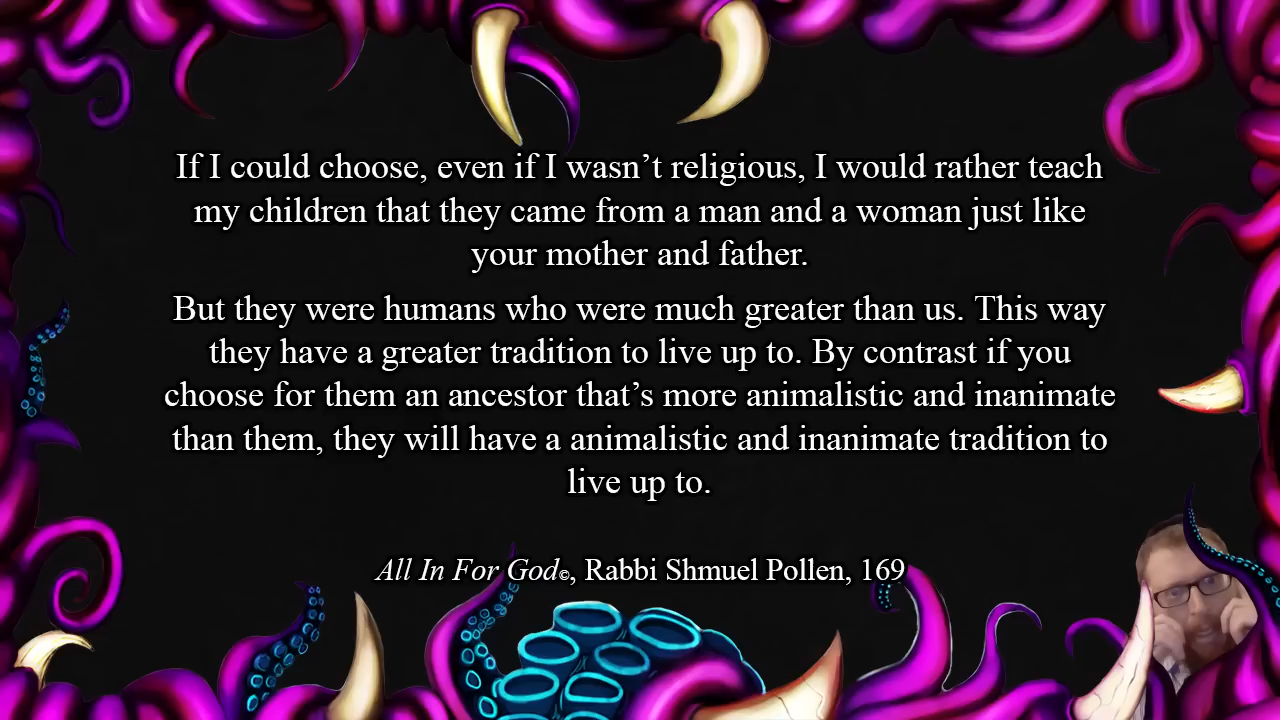 If I could choose, even if I wasn’t religious, I would rather teach
my children that they came from a man and a woman just like
your mother and father.
But they were humans who were much greater than us. This way
they have a greater tradition to live up to. By contrast if you
choose for them an ancestor that’s more animalistic and inanimate
than them, they will have a animalistic and inanimate tradition to
live up to.
All In For God©, Rabbi Shmuel Pollen, 169